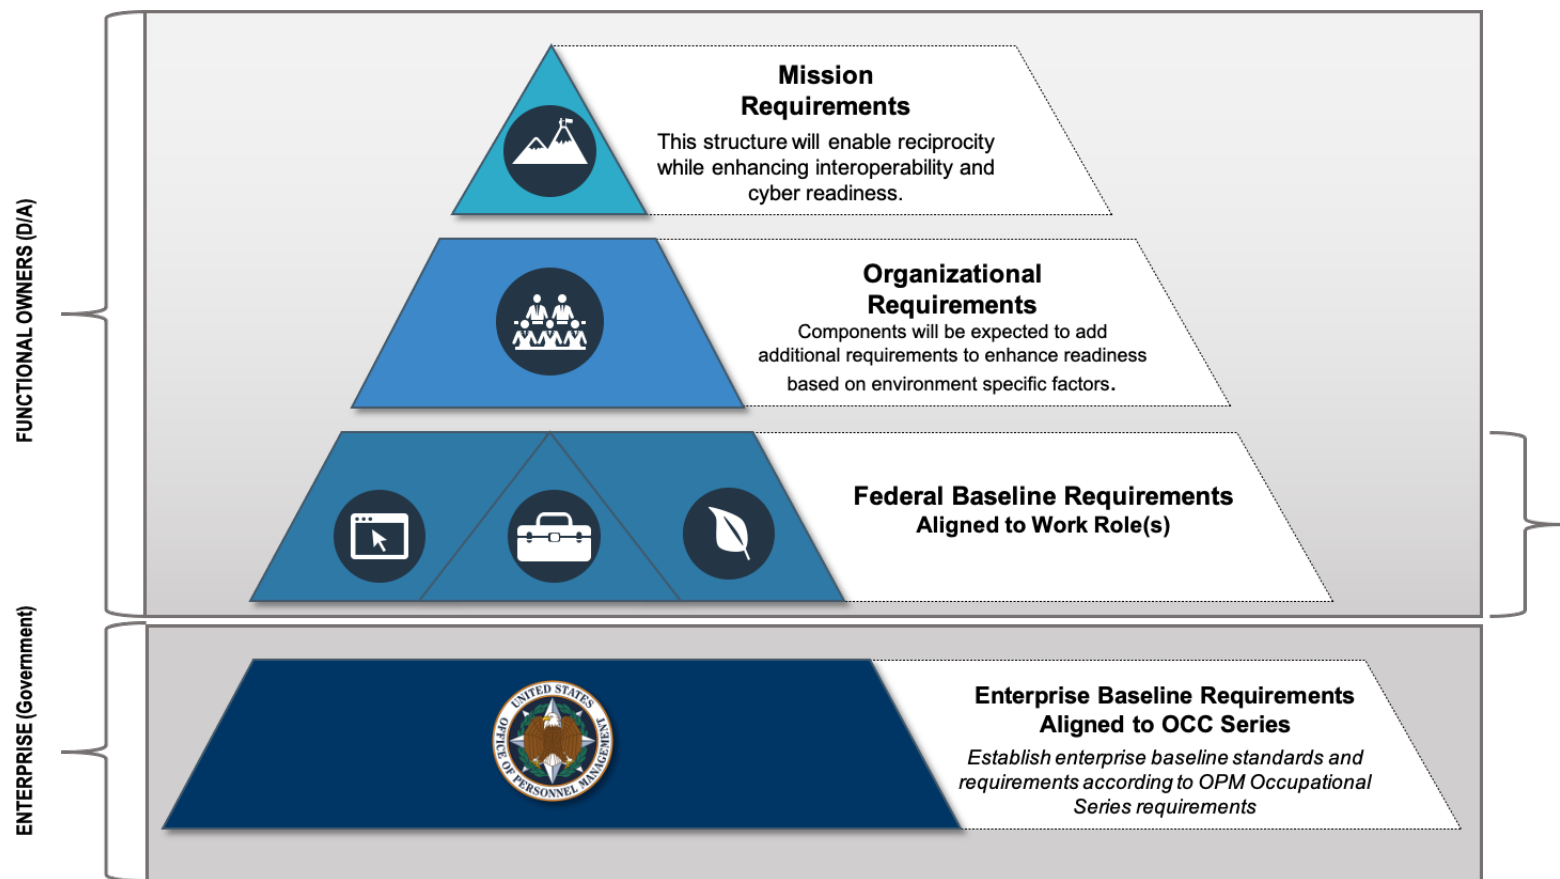 FUNCTIONAL OWNERS (D/A)
Mission
Requirements
This structure will enable reciprocity
while enhancing interoperability and
cyber readiness.
Organizational
Requirements
Components will be expected to add
additional requirements to enhance readiness
based on environment specific factors.
Federal Baseline Requirements
Aligned to Work Role(s)
ENTERPRISE (Government)
UNITED STATES
OFFICE OF PERSONNEL MANAGEMENT
Enterprise Baseline Requirements
Aligned to OCC Series
Establish enterprise baseline standards and
requirements according to OPM Occupational
Series requirements